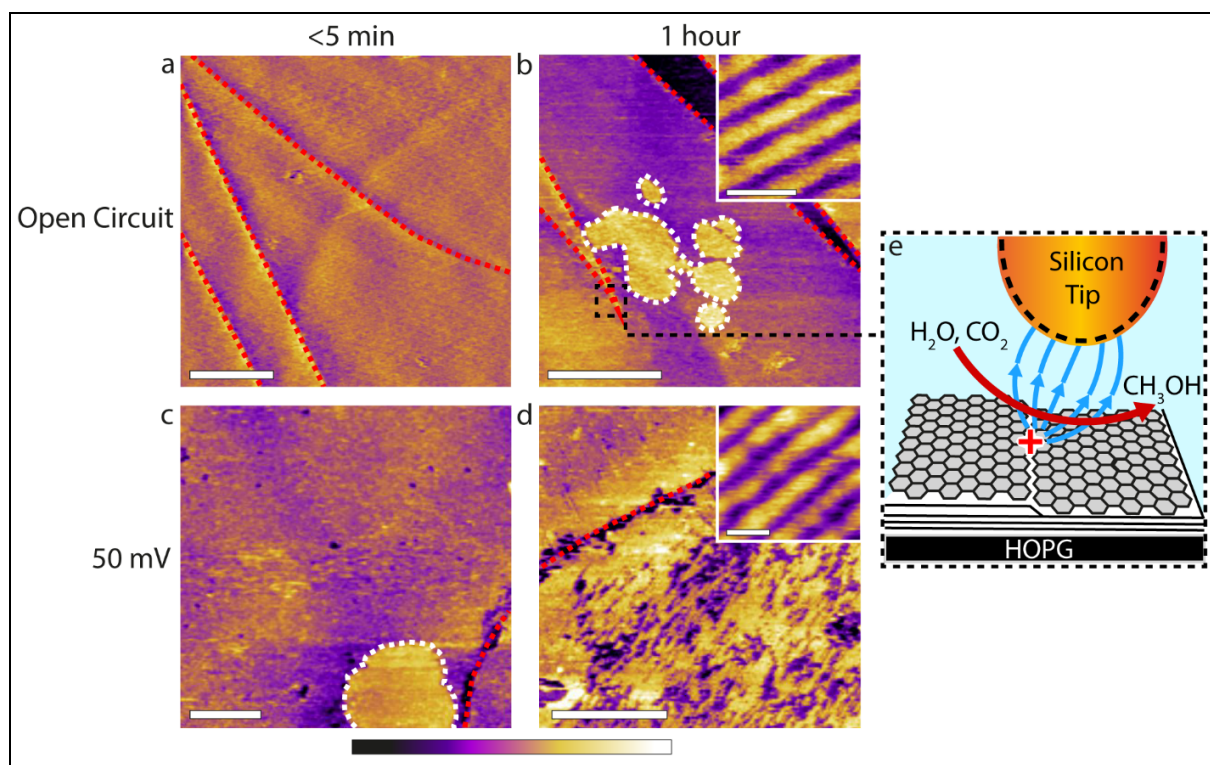 <5 min
1 hour
a
b
Open Circuit
e
Silicon
Tip
H₂O, CO₂
CH₃OH
HOPG
c
d
50 mV